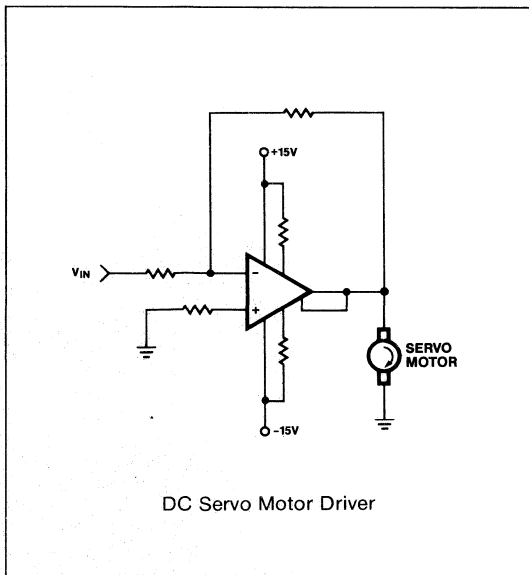 +15V
VIN
−
+
SERVO
MOTOR
−15V
DC Servo Motor Driver